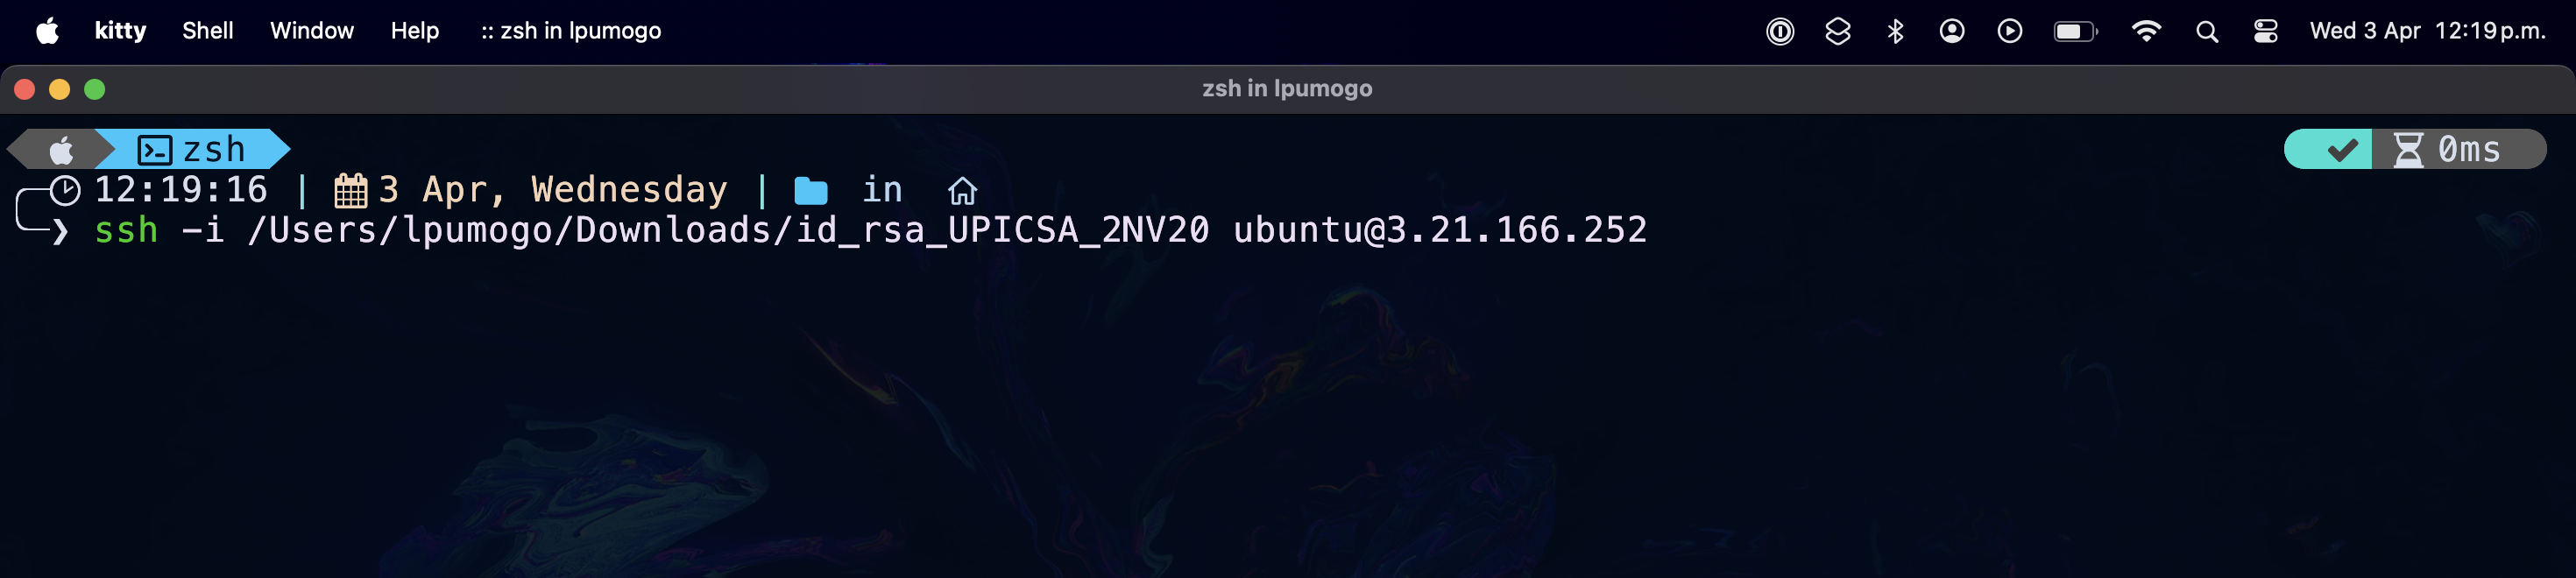 kitty Shell Window Help :: zsh in lpumogo Wed 3 Apr 12:19 p.m.
zsh in lpumogo
zsh 0ms
12:19:16 | 3 Apr, Wednesday | in
❯ ssh -i /Users/lpumogo/Downloads/id_rsa_UPICSA_2NV20 ubuntu@3.21.166.252